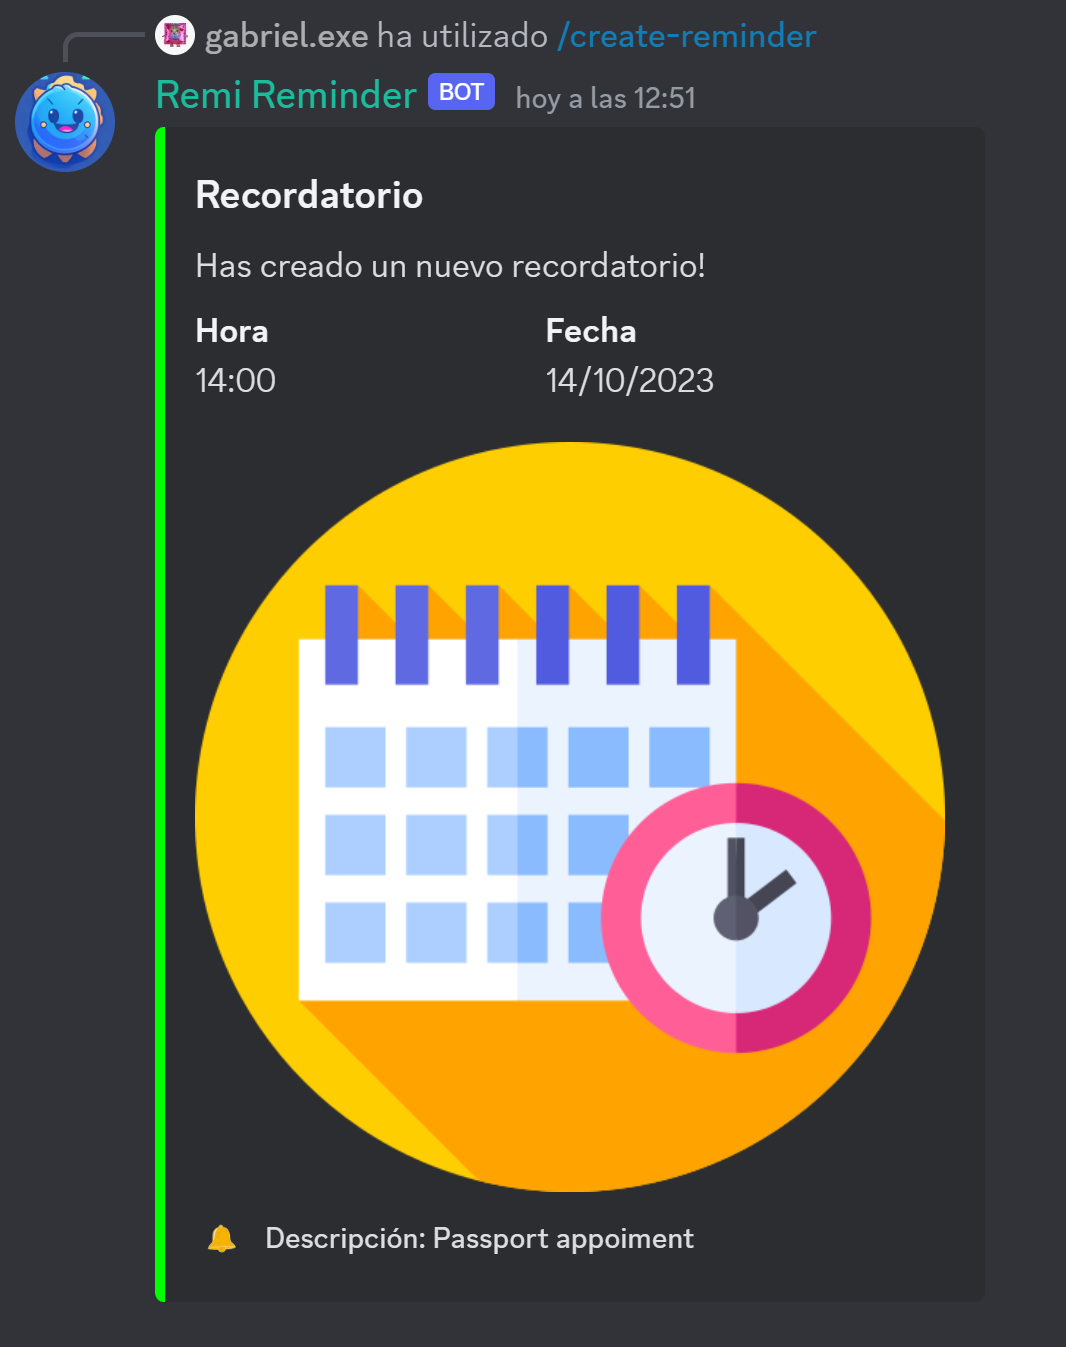 gabriel.exe ha utilizado /create-reminder
Remi Reminder BOT hoy a las 12:51
Recordatorio
Has creado un nuevo recordatorio!
Hora Fecha
14:00 14/10/2023
Descripción: Passport appoiment